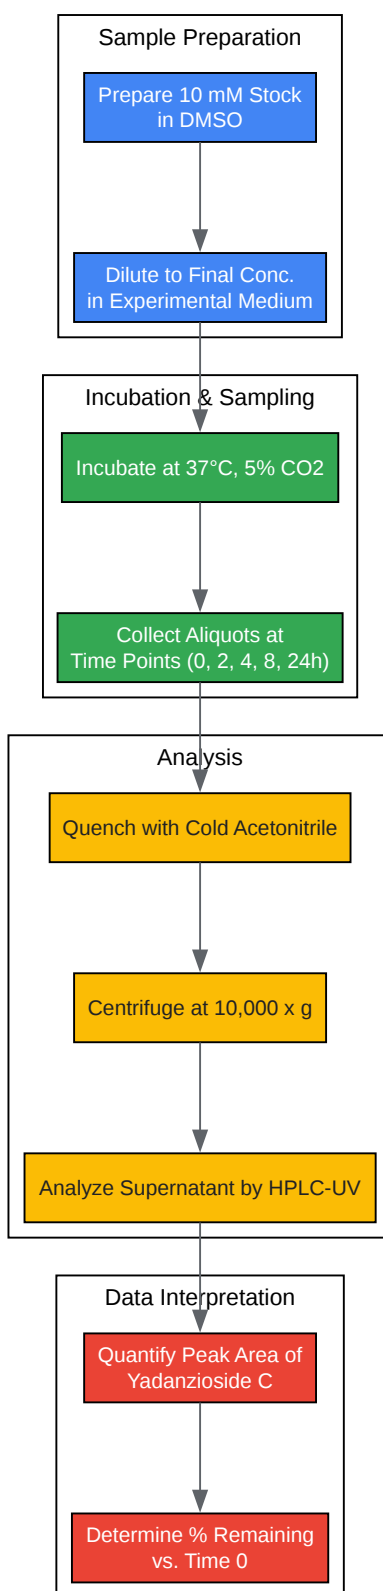 Sample Preparation
Prepare 10 mM Stock
in DMSO
Dilute to Final Conc.
in Experimental Medium
Incubation & Sampling
Incubate at 37°C, 5% CO2
Collect Aliquots at
Time Points (0, 2, 4, 8, 24h)
Analysis
Quench with Cold Acetonitrile
Centrifuge at 10,000 x g
Analyze Supernatant by HPLC-UV
Data Interpretation
Quantify Peak Area of
Yadanzioside C
Determine % Remaining
vs. Time 0